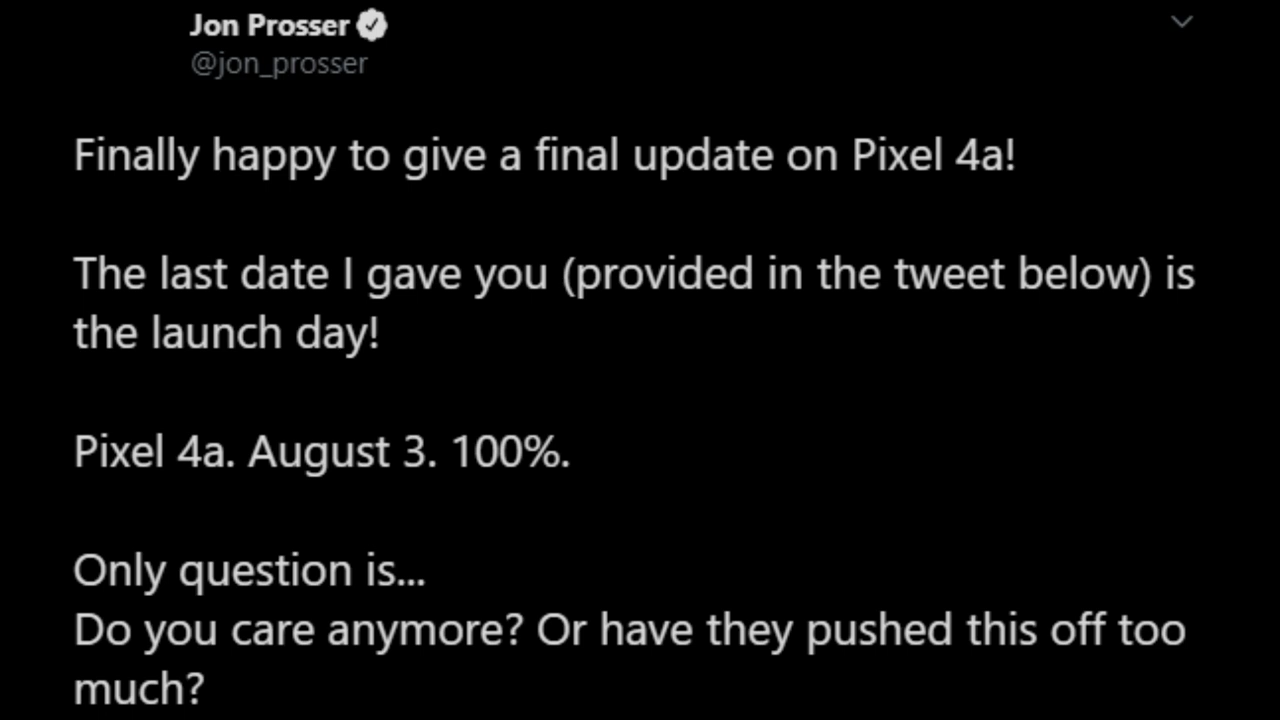 Jon Prosser
@jon_prosser
Finally happy to give a final update on Pixel 4a!
The last date I gave you (provided in the tweet below) is
the launch day!
Pixel 4a. August 3. 100%.
Only question is...
Do you care anymore? Or have they pushed this off too
much?